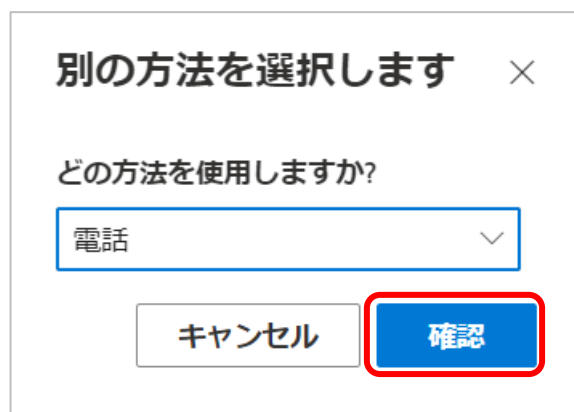 別の方法を選択します
どの方法を使用しますか?
電話
キャンセル
確認